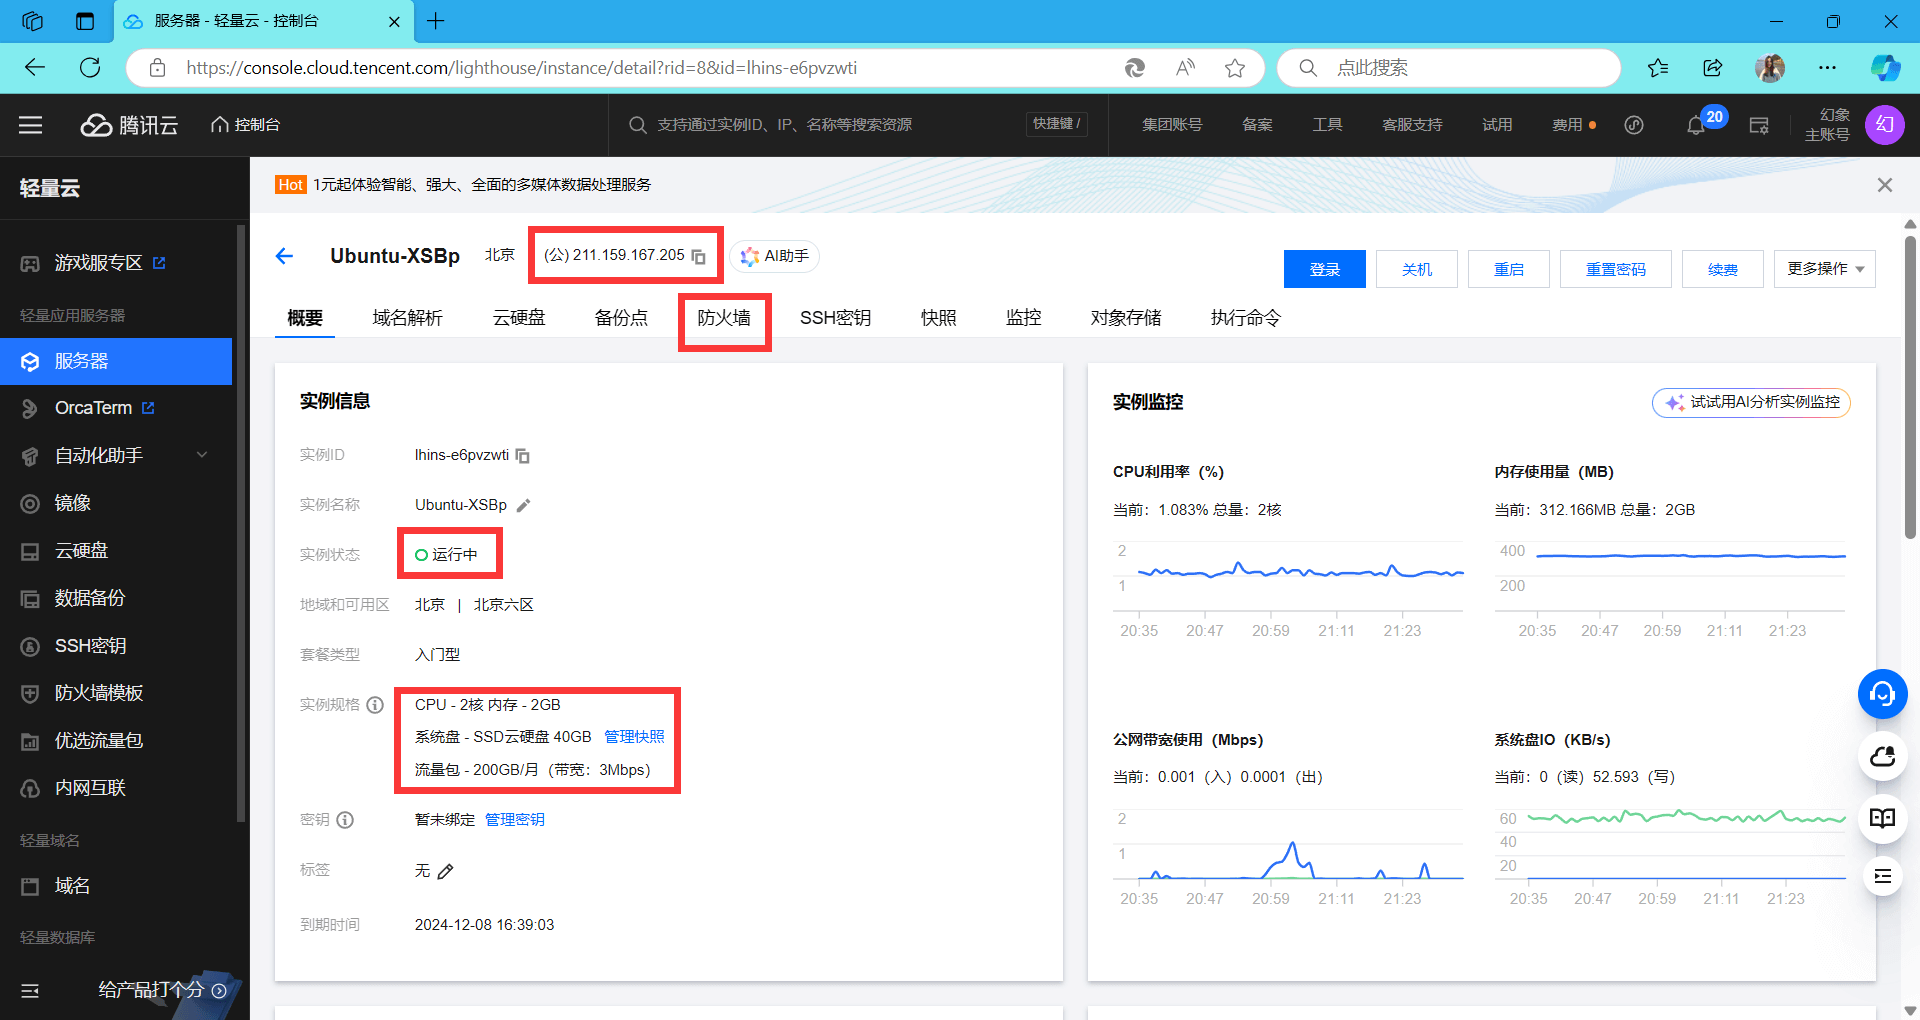 服务器 - 轻量云 - 控制台
https://console.cloud.tencent.com/lighthouse/instance/detail?rid=8&id=lhins-e6pvzwti
点此搜索
腾讯云
控制台
支持通过实例ID、IP、名称等搜索资源
快捷键 /
集团账号
备案
工具
客服支持
试用
费用
20
幻象
主账号
幻
轻量云
游戏服专区
轻量应用服务器
服务器
OrcaTerm
自动化助手
镜像
云硬盘
数据备份
SSH密钥
防火墙模板
优选流量包
内网互联
轻量域名
域名
轻量数据库
给产品打个分
Hot 1元起体验智能、强大、全面的多媒体数据处理服务
Ubuntu-XSBp
北京
(公) 211.159.167.205
AI助手
登录
关机
重启
重置密码
续费
更多操作
概要
域名解析
云硬盘
备份点
防火墙
SSH密钥
快照
监控
对象存储
执行命令
实例信息
实例ID lhins-e6pvzwti
实例名称 Ubuntu-XSBp
实例状态 运行中
地域和可用区 北京 | 北京六区
套餐类型 入门型
实例规格 CPU - 2核 内存 - 2GB
系统盘 - SSD云硬盘 40GB 管理快照
流量包 - 200GB/月（带宽：3Mbps）
密钥 暂未绑定 管理密钥
标签 无
到期时间 2024-12-08 16:39:03
实例监控
试试用AI分析实例监控
CPU利用率（%）
当前：1.083% 总量：2核
2
1
20:35 20:47 20:59 21:11 21:23
内存使用量（MB）
当前：312.166MB 总量：2GB
400
200
20:35 20:47 20:59 21:11 21:23
公网带宽使用（Mbps）
当前：0.001（入）0.0001（出）
2
1
20:35 20:47 20:59 21:11 21:23
系统盘IO（KB/s）
当前：0（读）52.593（写）
60
40
20
20:35 20:47 20:59 21:11 21:23